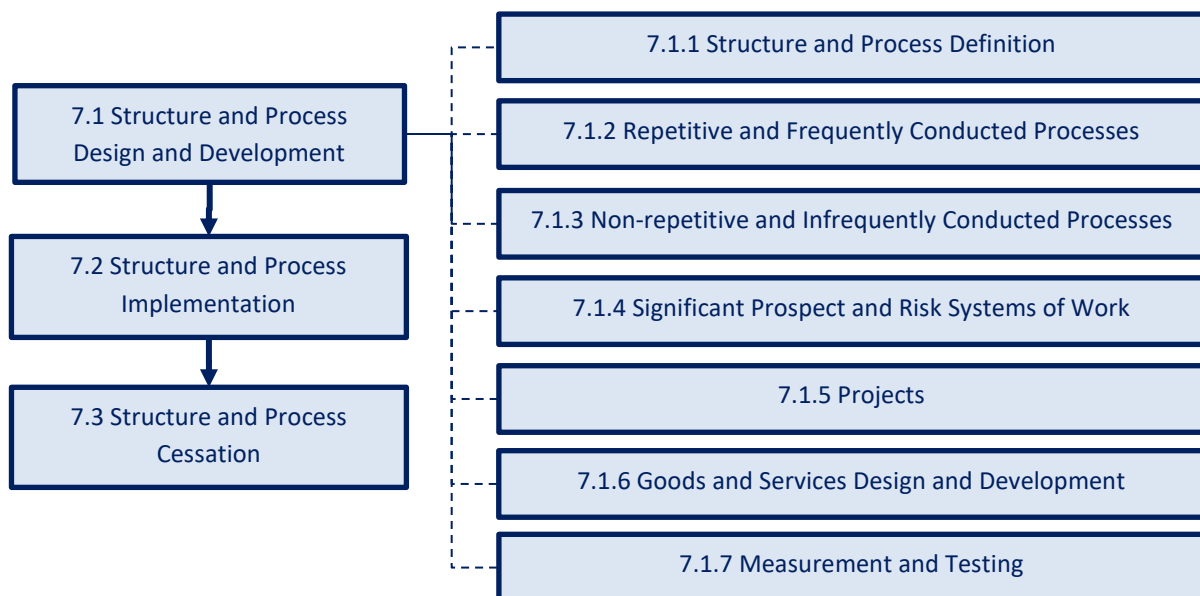 7.1 Structure and Process
Design and Development
7.2 Structure and Process
Implementation
7.3 Structure and Process
Cessation
7.1.1 Structure and Process Definition
7.1.2 Repetitive and Frequently Conducted Processes
7.1.3 Non-repetitive and Infrequently Conducted Processes
7.1.4 Significant Prospect and Risk Systems of Work
7.1.5 Projects
7.1.6 Goods and Services Design and Development
7.1.7 Measurement and Testing